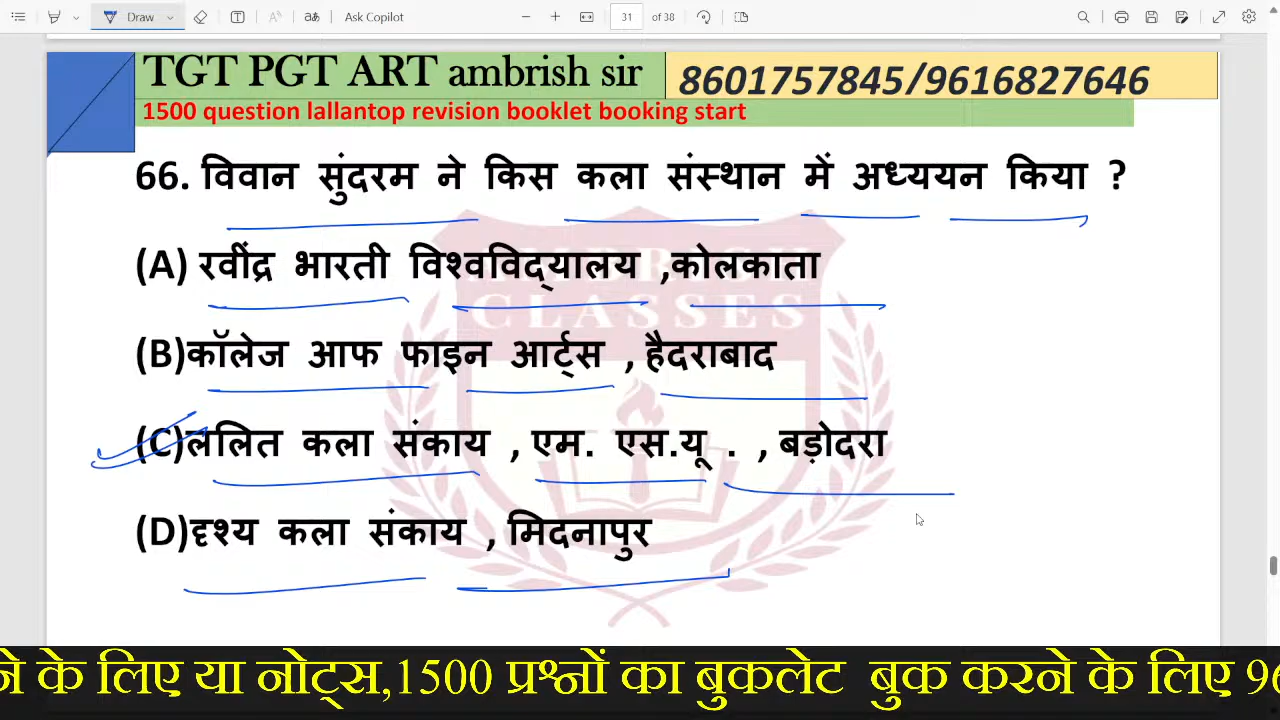 Draw
Ask Copilot
31 of 38
TGT PGT ART ambrish sir 8601757845/9616827646
1500 question lallantop revision booklet booking start
66. विवान सुंदरम ने किस कला संस्थान में अध्ययन किया ?
(A) रवींद्र भारती विश्वविद्यालय ,कोलकाता
(B)कॉलेज आफ फाइन आर्ट्स , हैदराबाद
(C)ललित कला संकाय , एम. एस.यू . , बड़ोदरा
(D)दृश्य कला संकाय , मिदनापुर
AMBRISH
CLASSES
ने के लिए या नोट्स,1500 प्रश्नों का बुकलेट बुक करने के लिए 96